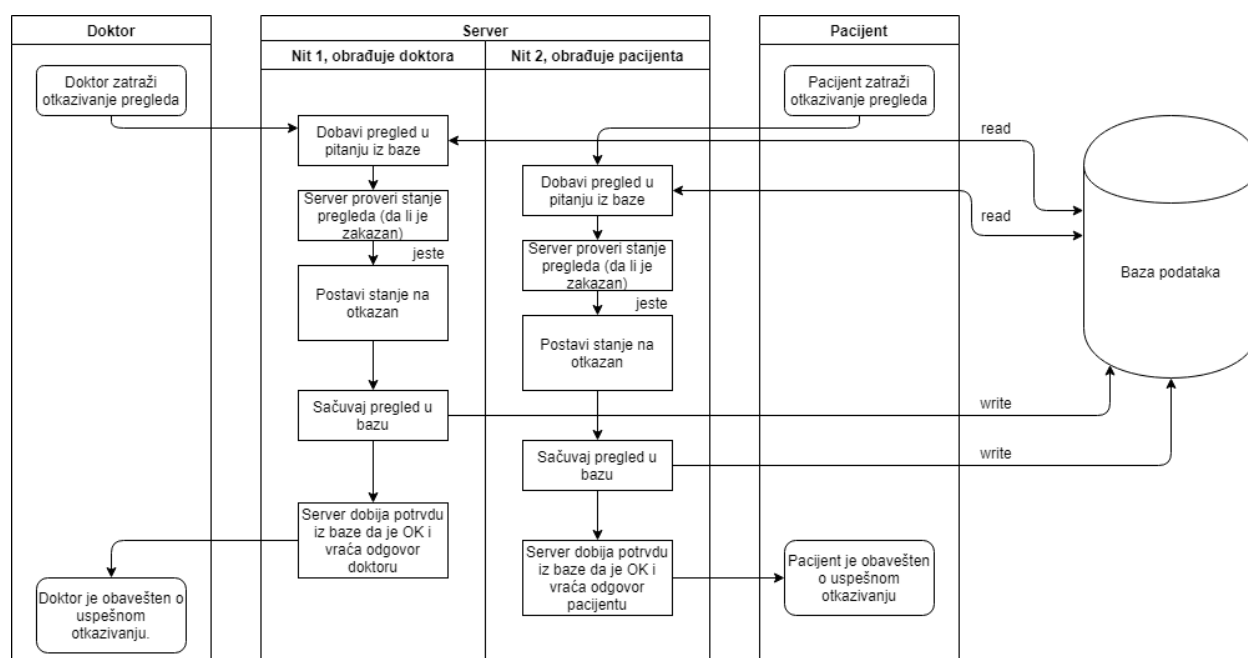 Doktor
Server
Pacijent
Nit 1, obrađuje doktora
Nit 2, obrađuje pacijenta
Doktor zatraži
otkazivanje pregleda
Pacijent zatraži
otkazivanje pregleda
Dobavi pregled u
pitanju iz baze
read
Dobavi pregled u
pitanju iz baze
read
Server proveri stanje
pregleda (da li je
zakazan)
jeste
Server proveri stanje
pregleda (da li je
zakazan)
jeste
Baza podataka
Postavi stanje na
otkazan
Postavi stanje na
otkazan
Sačuvaj pregled u
bazu
write
Sačuvaj pregled u
bazu
write
Server dobija potrvdu
iz baze da je OK i
vraća odgovor
doktoru
Server dobija potrvdu
iz baze da je OK i
vraća odgovor
pacijentu
Pacijent je obavešten
o uspešnom
otkazivanju
Doktor je obavešten o
uspešnom
otkazivanju.